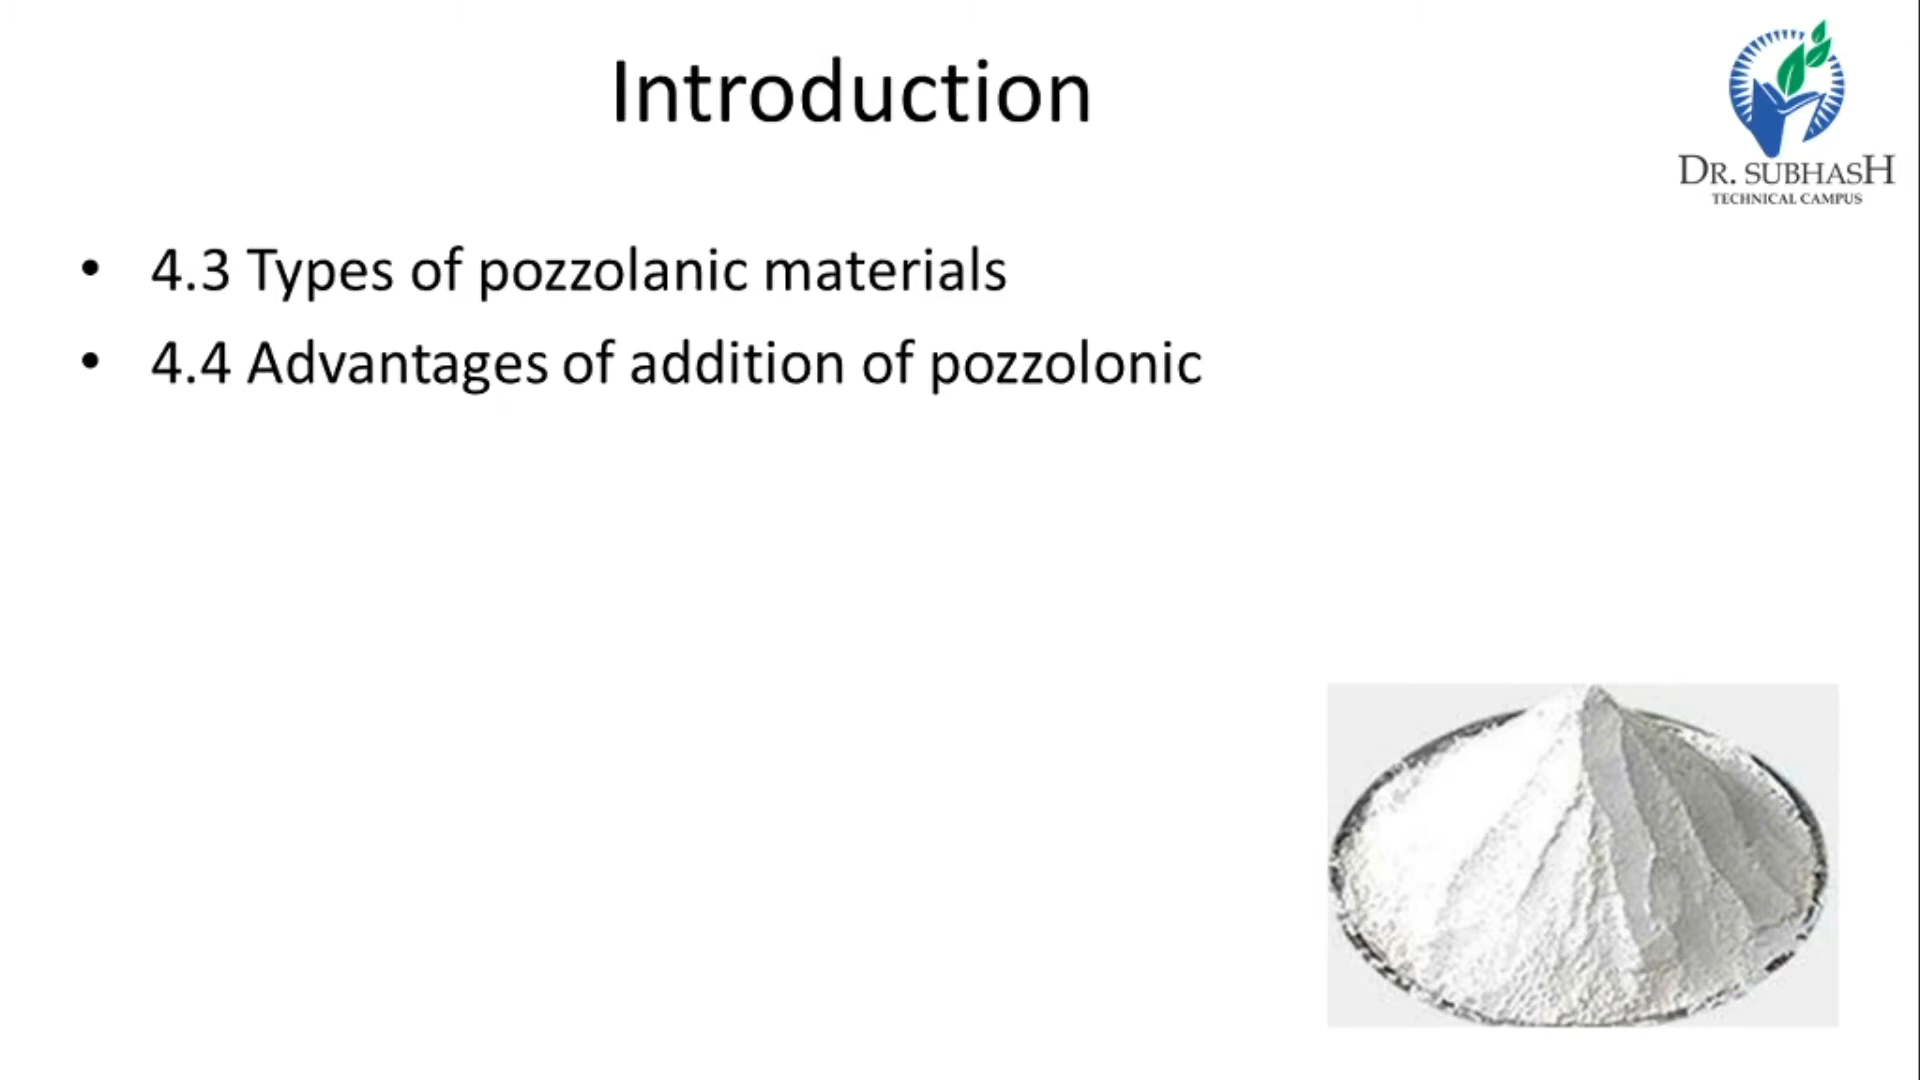 Introduction
DR. SUBHASH
TECHNICAL CAMPUS
• 4.3 Types of pozzolanic materials
• 4.4 Advantages of addition of pozzolonic